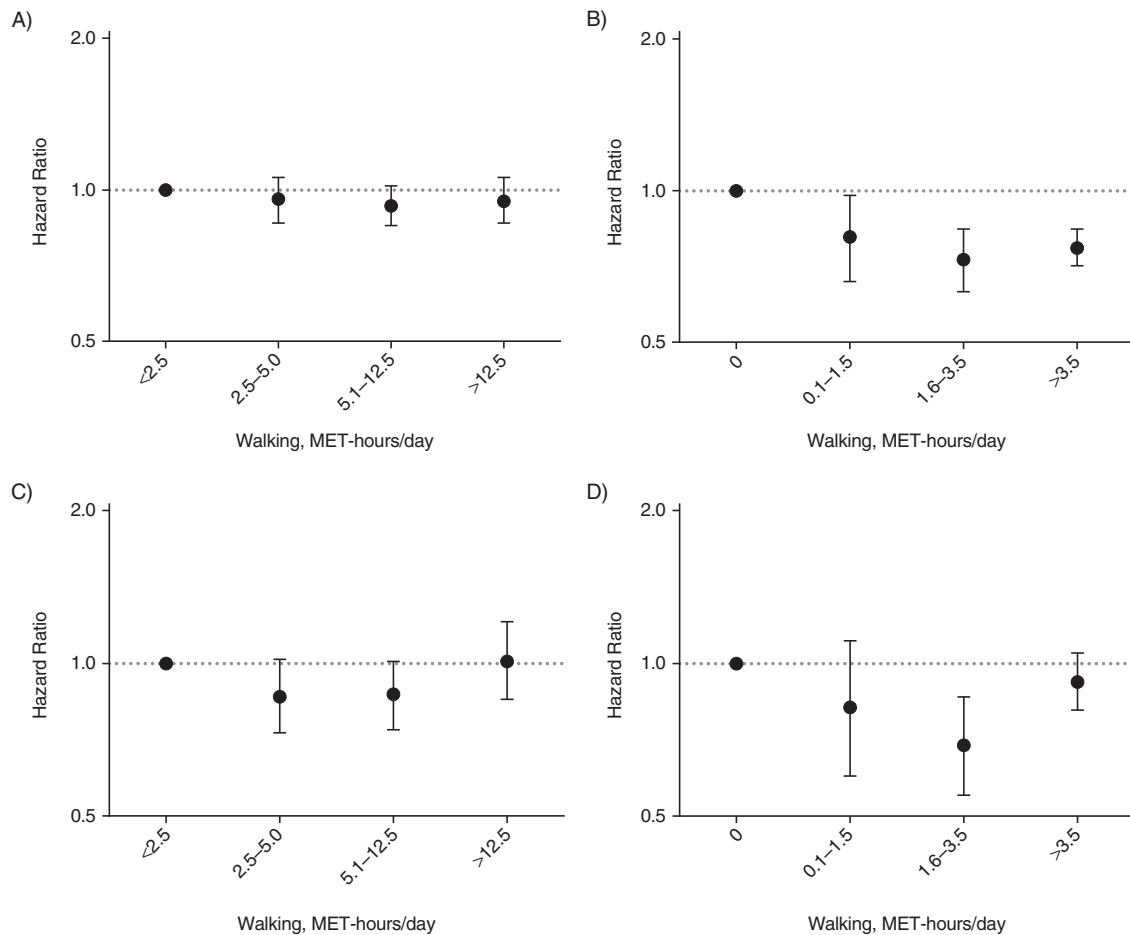 A)
2.0
1.0
0.5
Hazard Ratio
<2.5
2.5–5.0
5.1–12.5
>12.5
Walking, MET-hours/day
B)
2.0
1.0
0.5
Hazard Ratio
0
0.1–1.5
1.6–3.5
>3.5
Walking, MET-hours/day
C)
2.0
1.0
0.5
Hazard Ratio
<2.5
2.5–5.0
5.1–12.5
>12.5
Walking, MET-hours/day
D)
2.0
1.0
0.5
Hazard Ratio
0
0.1–1.5
1.6–3.5
>3.5
Walking, MET-hours/day